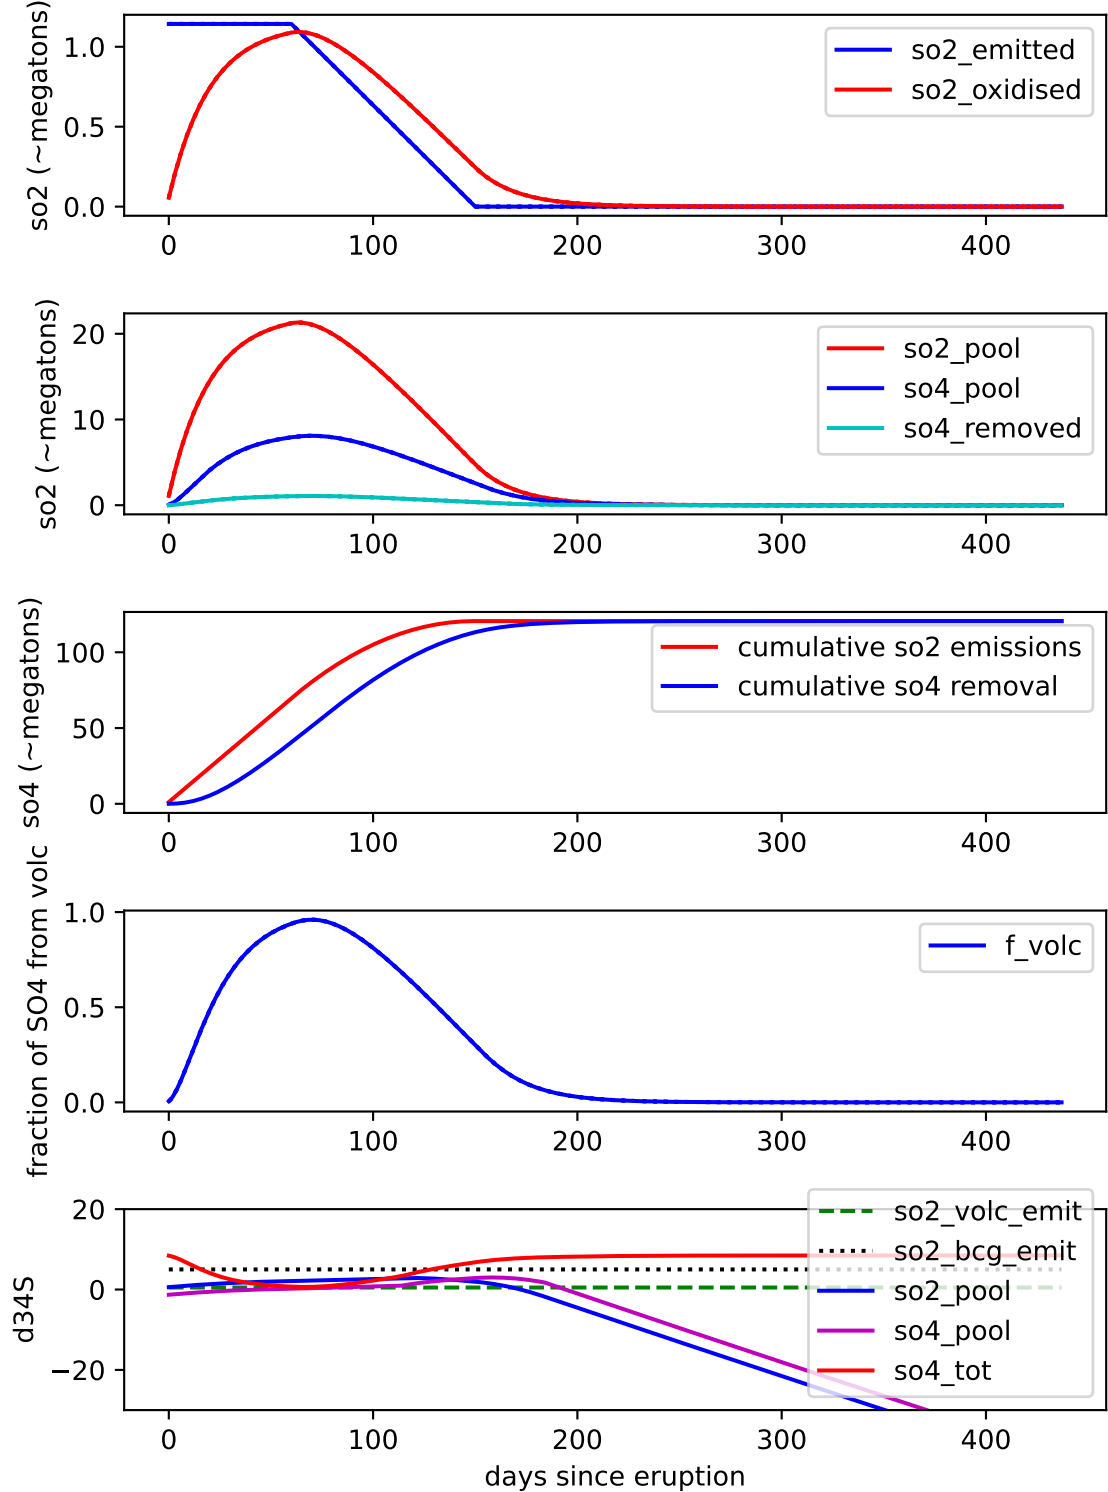 so2 (~megatons)
1.0
0.5
0.0
so2_emitted
so2_oxidised
0 100 200 300 400
so2 (~megatons)
20
10
0
so2_pool
so4_pool
so4_removed
0 100 200 300 400
so4 (~megatons)
100
50
0
cumulative so2 emissions
cumulative so4 removal
0 100 200 300 400
fraction of SO4 from volc
1.0
0.5
0.0
f_volc
0 100 200 300 400
d34S
20
0
−20
so2_volc_emit
so2_bcg_emit
so2_pool
so4_pool
so4_tot
0 100 200 300 400
days since eruption